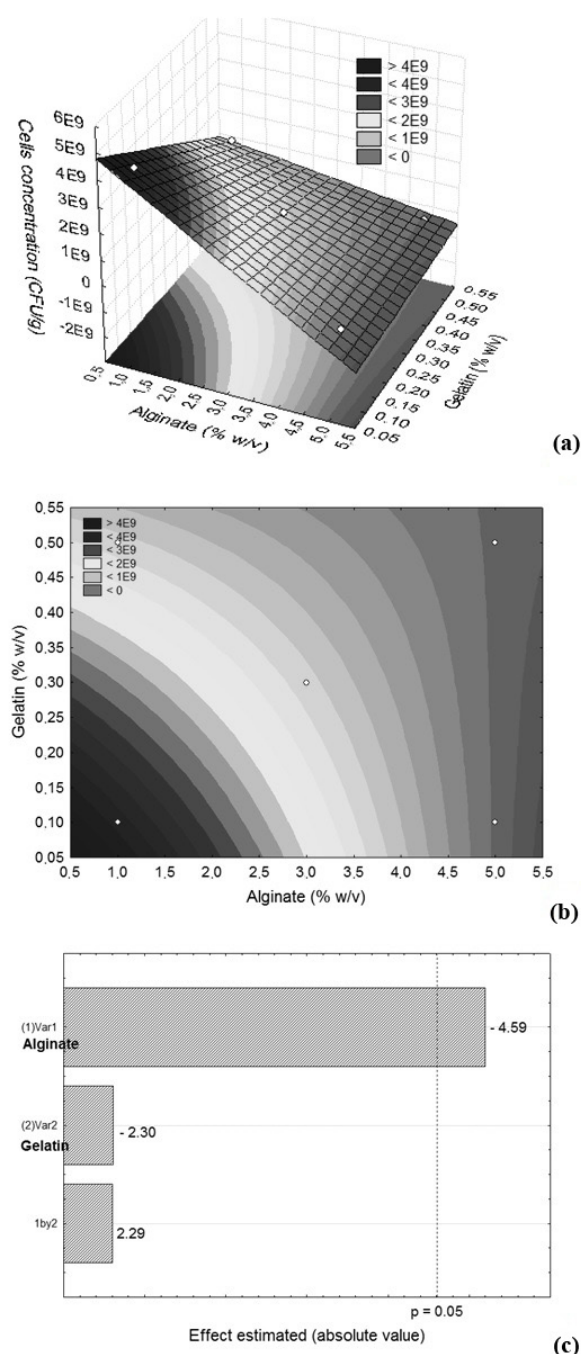 > 4E9
< 4E9
< 3E9
< 2E9
< 1E9
< 0
6E9
5E9
4E9
3E9
2E9
1E9
0
-1E9
-2E9
Cells concentration (CFU/g)
0,5
1,0
1,5
2,0
2,5
3,0
3,5
4,0
4,5
5,0
5,5
Alginate (% w/v)
0.55
0.50
0.45
0.40
0.35
0.30
0.25
0.20
0.15
0.10
0.05
Gelatin (% w/v)
(a)
0,55
0,50
0,45
0,40
0,35
0,30
0,25
0,20
0,15
0,10
0,05
Gelatin (% w/v)
> 4E9
< 4E9
< 3E9
< 2E9
< 1E9
< 0
0,5 1,0 1,5 2,0 2,5 3,0 3,5 4,0 4,5 5,0 5,5
Alginate (% w/v)
(b)
(1)Var1
Alginate
- 4.59
(2)Var2
Gelatin
- 2.30
1by2
2.29
p = 0.05
Effect estimated (absolute value)
(c)